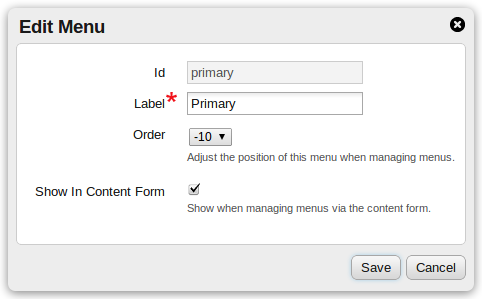 Edit Menu
Id primary
Label* Primary
Order -10
Adjust the position of this menu when managing menus.
Show In Content Form
Show when managing menus via the content form.
Save Cancel